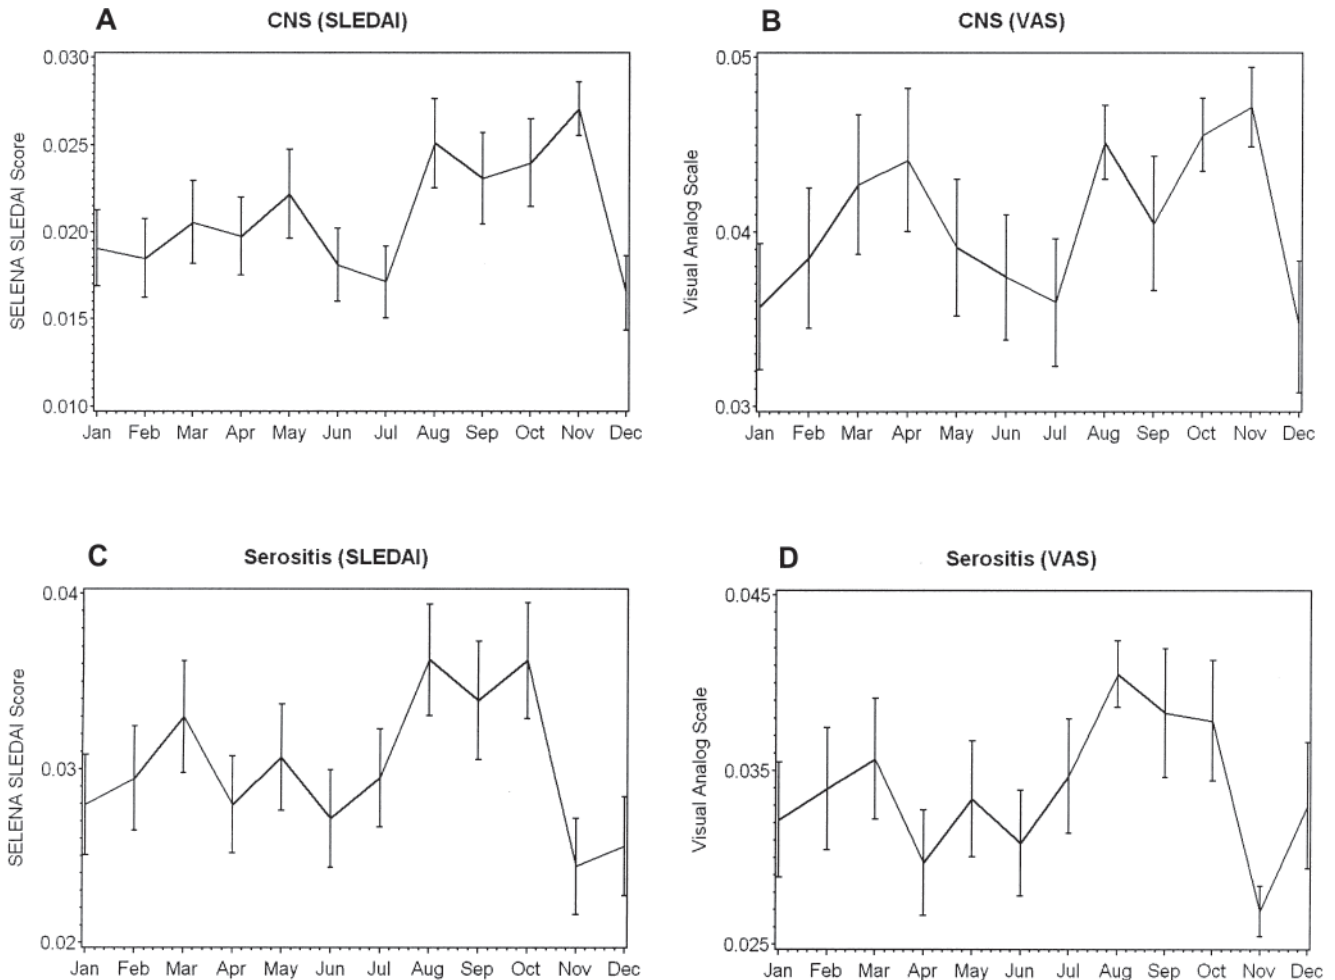 A CNS (SLEDAI)
SELENA SLEDAI Score
0.030
0.025
0.020
0.015
0.010
Jan Feb Mar Apr May Jun Jul Aug Sep Oct Nov Dec
B CNS (VAS)
Visual Analog Scale
0.05
0.04
0.03
Jan Feb Mar Apr May Jun Jul Aug Sep Oct Nov Dec
C Serositis (SLEDAI)
SELENA SLEDAI Score
0.04
0.03
0.02
Jan Feb Mar Apr May Jun Jul Aug Sep Oct Nov Dec
D Serositis (VAS)
Visual Analog Scale
0.045
0.035
0.025
Jan Feb Mar Apr May Jun Jul Aug Sep Oct Nov Dec